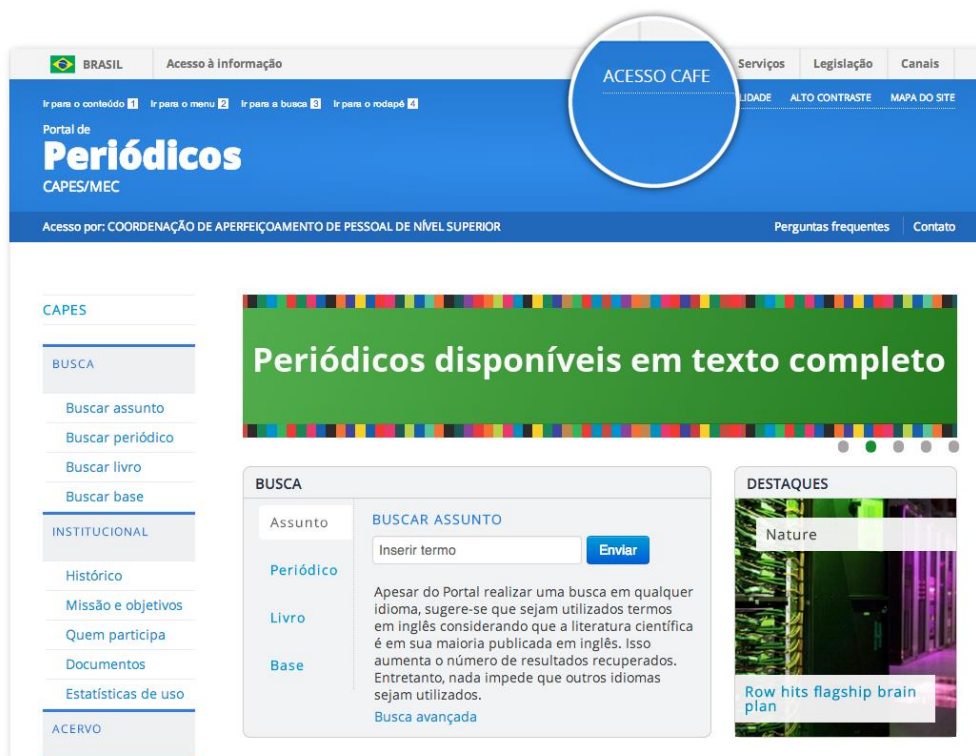 BRASIL
Acesso à informação
ACESSO CAFE
Serviços
Legislação
Canais
Ir para o conteúdo 1
Ir para o menu 2
Ir para a busca 3
Ir para o rodapé 4
LIDADE
ALTO CONTRASTE
MAPA DO SITE
Portal de
Periódicos
CAPES/MEC
Acesso por: COORDENAÇÃO DE APERFEIÇOAMENTO DE PESSOAL DE NÍVEL SUPERIOR
Perguntas frequentes
Contato
CAPES
BUSCA
Buscar assunto
Buscar periódico
Buscar livro
Buscar base
INSTITUCIONAL
Histórico
Missão e objetivos
Quem participa
Documentos
Estatísticas de uso
ACERVO
Periódicos disponíveis em texto completo
BUSCA
Assunto
Periódico
Livro
Base
BUSCAR ASSUNTO
Inserir termo
Enviar
Apesar do Portal realizar uma busca em qualquer
idioma, sugere-se que sejam utilizados termos
em inglês considerando que a literatura científica
é em sua maioria publicada em inglês. Isso
aumenta o número de resultados recuperados.
Entretanto, nada impede que outros idiomas
sejam utilizados.
Busca avançada
DESTAQUES
Nature
Row hits flagship brain
plan